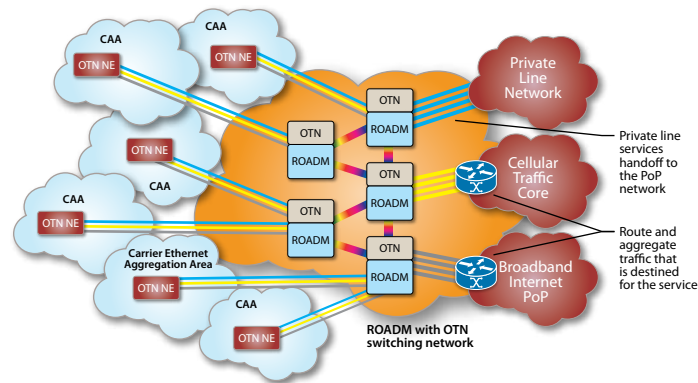 CAA
OTN NE
CAA
OTN NE
OTN NE
CAA
CAA
OTN NE
Carrier Ethernet
Aggregation Area
OTN NE
CAA
OTN NE
OTN
ROADM
OTN
ROADM
OTN
ROADM
OTN
ROADM
OTN
ROADM
ROADM with OTN
switching network
Private
Line
Network
Cellular
Traffic
Core
Broadband
Internet
PoP
Private line
services
handoff to
the PoP
network
Route and
aggregate
traffic that
is destined
for the service